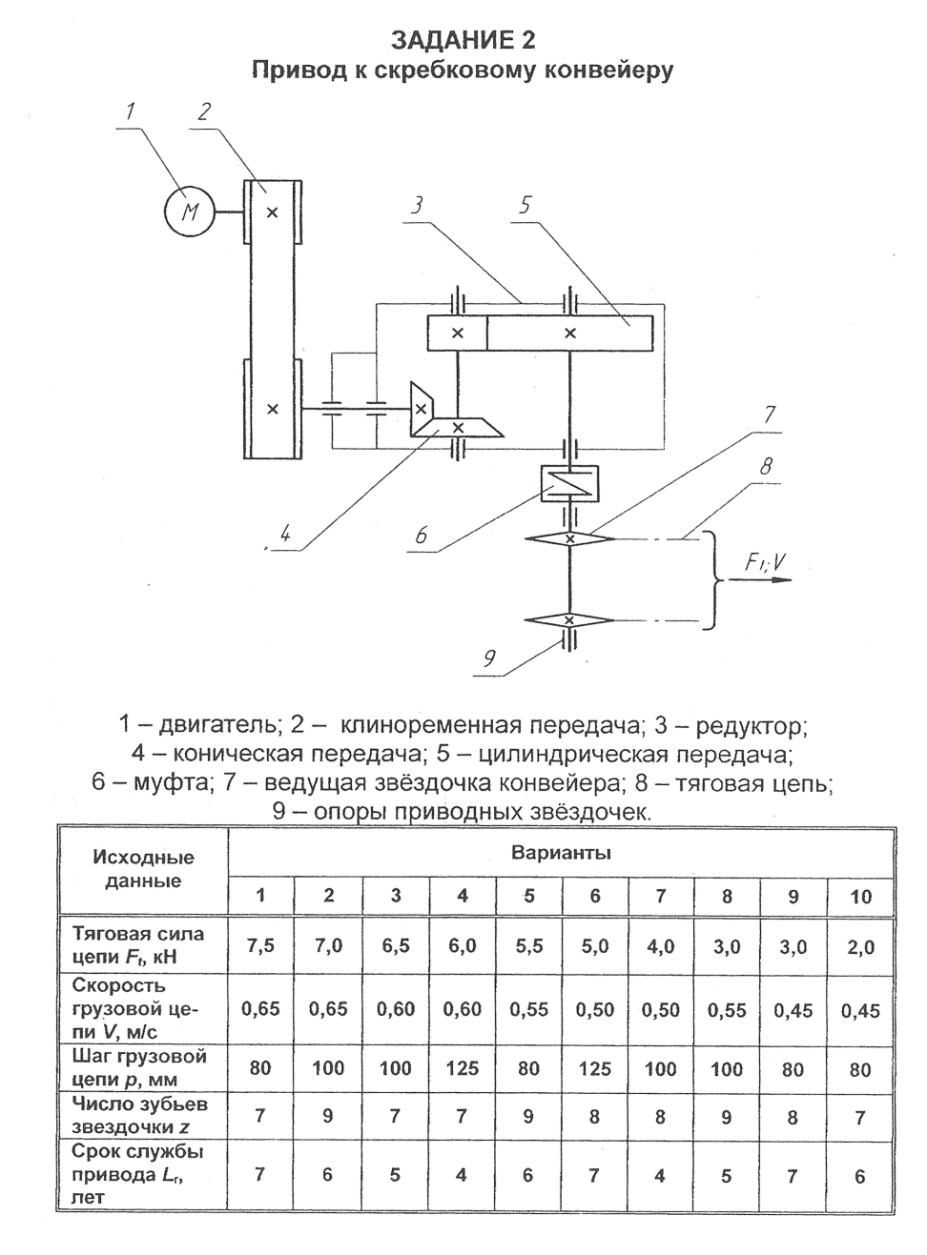 ЗАДАНИЕ 2
Привод к скребковому конвейеру
1
2
М
3
5
7
8
4
6
Ft; V
9
1 – двигатель; 2 – клиноременная передача; 3 – редуктор;
4 – коническая передача; 5 – цилиндрическая передача;
6 – муфта; 7 – ведущая звёздочка конвейера; 8 – тяговая цепь;
9 – опоры приводных звёздочек.
Исходные данные
Варианты
1 2 3 4 5 6 7 8 9 10
Тяговая сила
цепи Ft, кН
7,5 7,0 6,5 6,0 5,5 5,0 4,0 3,0 3,0 2,0
Скорость
грузовой це-
пи V, м/с
0,65 0,65 0,60 0,60 0,55 0,50 0,50 0,55 0,45 0,45
Шаг грузовой
цепи p, мм
80 100 100 125 80 125 100 100 80 80
Число зубьев
звездочки z
7 9 7 7 9 8 8 9 8 7
Срок службы
привода Lг,
лет
7 6 5 4 6 7 4 5 7 6